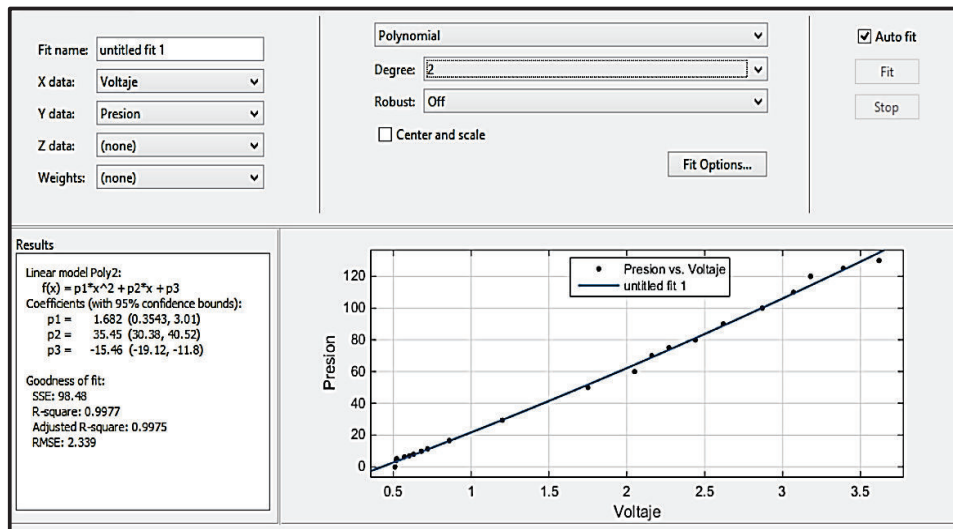 Fit name: untitled fit 1
X data: Voltaje
Y data: Presion
Z data: (none)
Weights: (none)
Polynomial
Degree: 2
Robust: Off
Center and scale
Fit Options...
Auto fit
Fit
Stop
Results
Linear model Poly2:
f(x) = p1*x^2 + p2*x + p3
Coefficients (with 95% confidence bounds):
p1 = 1.682 (0.3543, 3.01)
p2 = 35.45 (30.38, 40.52)
p3 = -15.46 (-19.12, -11.8)
Goodness of fit:
SSE: 98.48
R-square: 0.9977
Adjusted R-square: 0.9975
RMSE: 2.339
Presion vs. Voltaje
untitled fit 1
120
100
80
60
40
20
0
Presion
0.5 1 1.5 2 2.5 3 3.5
Voltaje